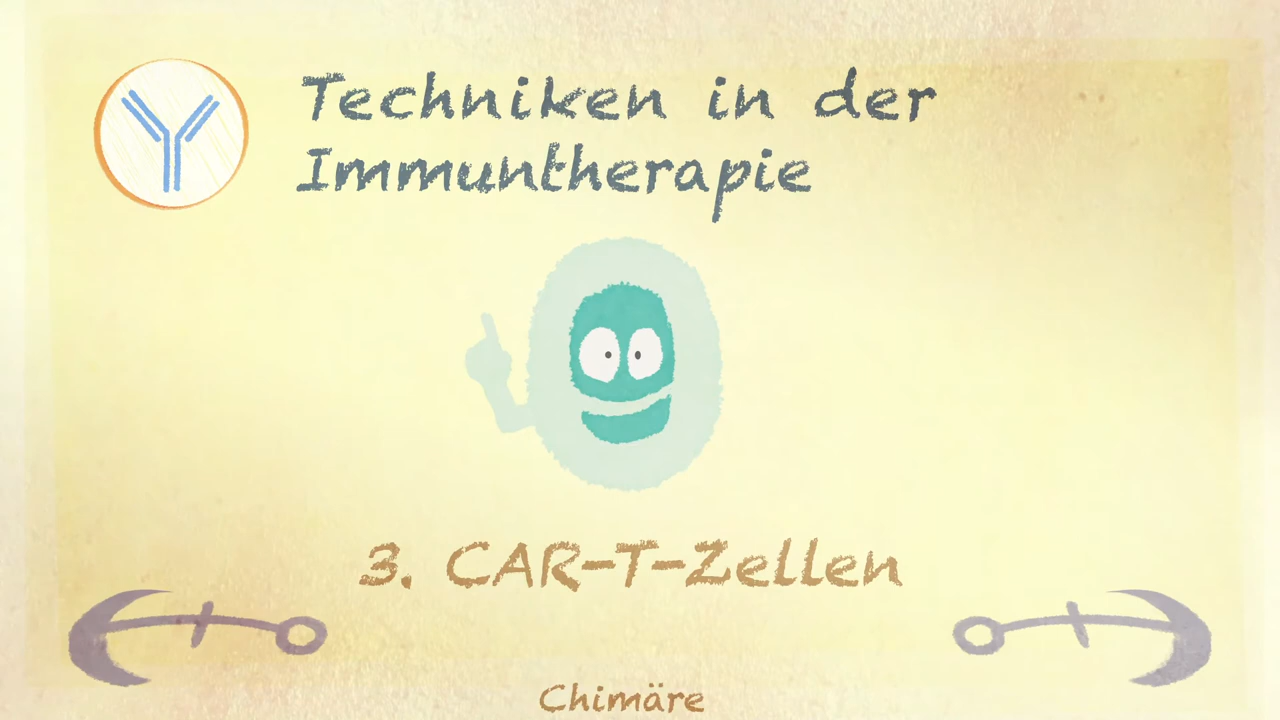 Techniken in der
Immuntherapie
3. CAR-T-Zellen
Chimäre